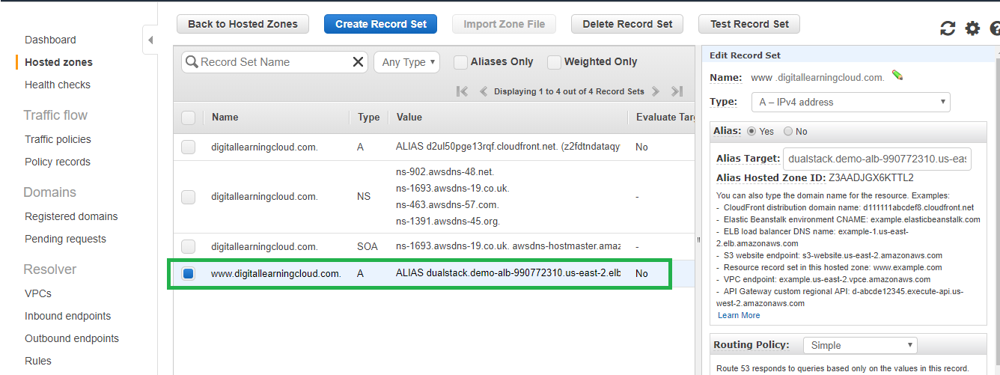 Back to Hosted Zones
Create Record Set
Import Zone File
Delete Record Set
Test Record Set
Dashboard
Hosted zones
Health checks
Traffic flow
Traffic policies
Policy records
Domains
Registered domains
Pending requests
Resolver
VPCs
Inbound endpoints
Outbound endpoints
Rules
Record Set Name
Any Type
Aliases Only
Weighted Only
Displaying 1 to 4 out of 4 Record Sets
Name Type Value Evaluate Targ
digitallearningcloud.com. A ALIAS d2ul50pge13rqf.cloudfront.net. (z2fdtndataqy No
digitallearningcloud.com. NS ns-902.awsdns-48.net. -
ns-1693.awsdns-19.co.uk.
ns-463.awsdns-57.com.
ns-1391.awsdns-45.org.
digitallearningcloud.com. SOA ns-1693.awsdns-19.co.uk. awsdns-hostmaster.amaz -
www.digitallearningcloud.com. A ALIAS dualstack.demo-alb-990772310.us-east-2.elb No
Edit Record Set
Name: www .digitallearningcloud.com.
Type: A – IPv4 address
Alias: Yes No
Alias Target: dualstack.demo-alb-990772310.us-eas
Alias Hosted Zone ID: Z3AADJGX6KTTL2
You can also type the domain name for the resource. Examples:
- CloudFront distribution domain name: d111111abcdef8.cloudfront.net
- Elastic Beanstalk environment CNAME: example.elasticbeanstalk.com
- ELB load balancer DNS name: example-1.us-east-
2.elb.amazonaws.com
- S3 website endpoint: s3-website.us-east-2.amazonaws.com
- Resource record set in this hosted zone: www.example.com
- VPC endpoint: example.us-east-2.vpce.amazonaws.com
- API Gateway custom regional API: d-abcde12345.execute-api.us-
west-2.amazonaws.com
Learn More
Routing Policy: Simple
Route 53 responds to queries based only on the values in this record.